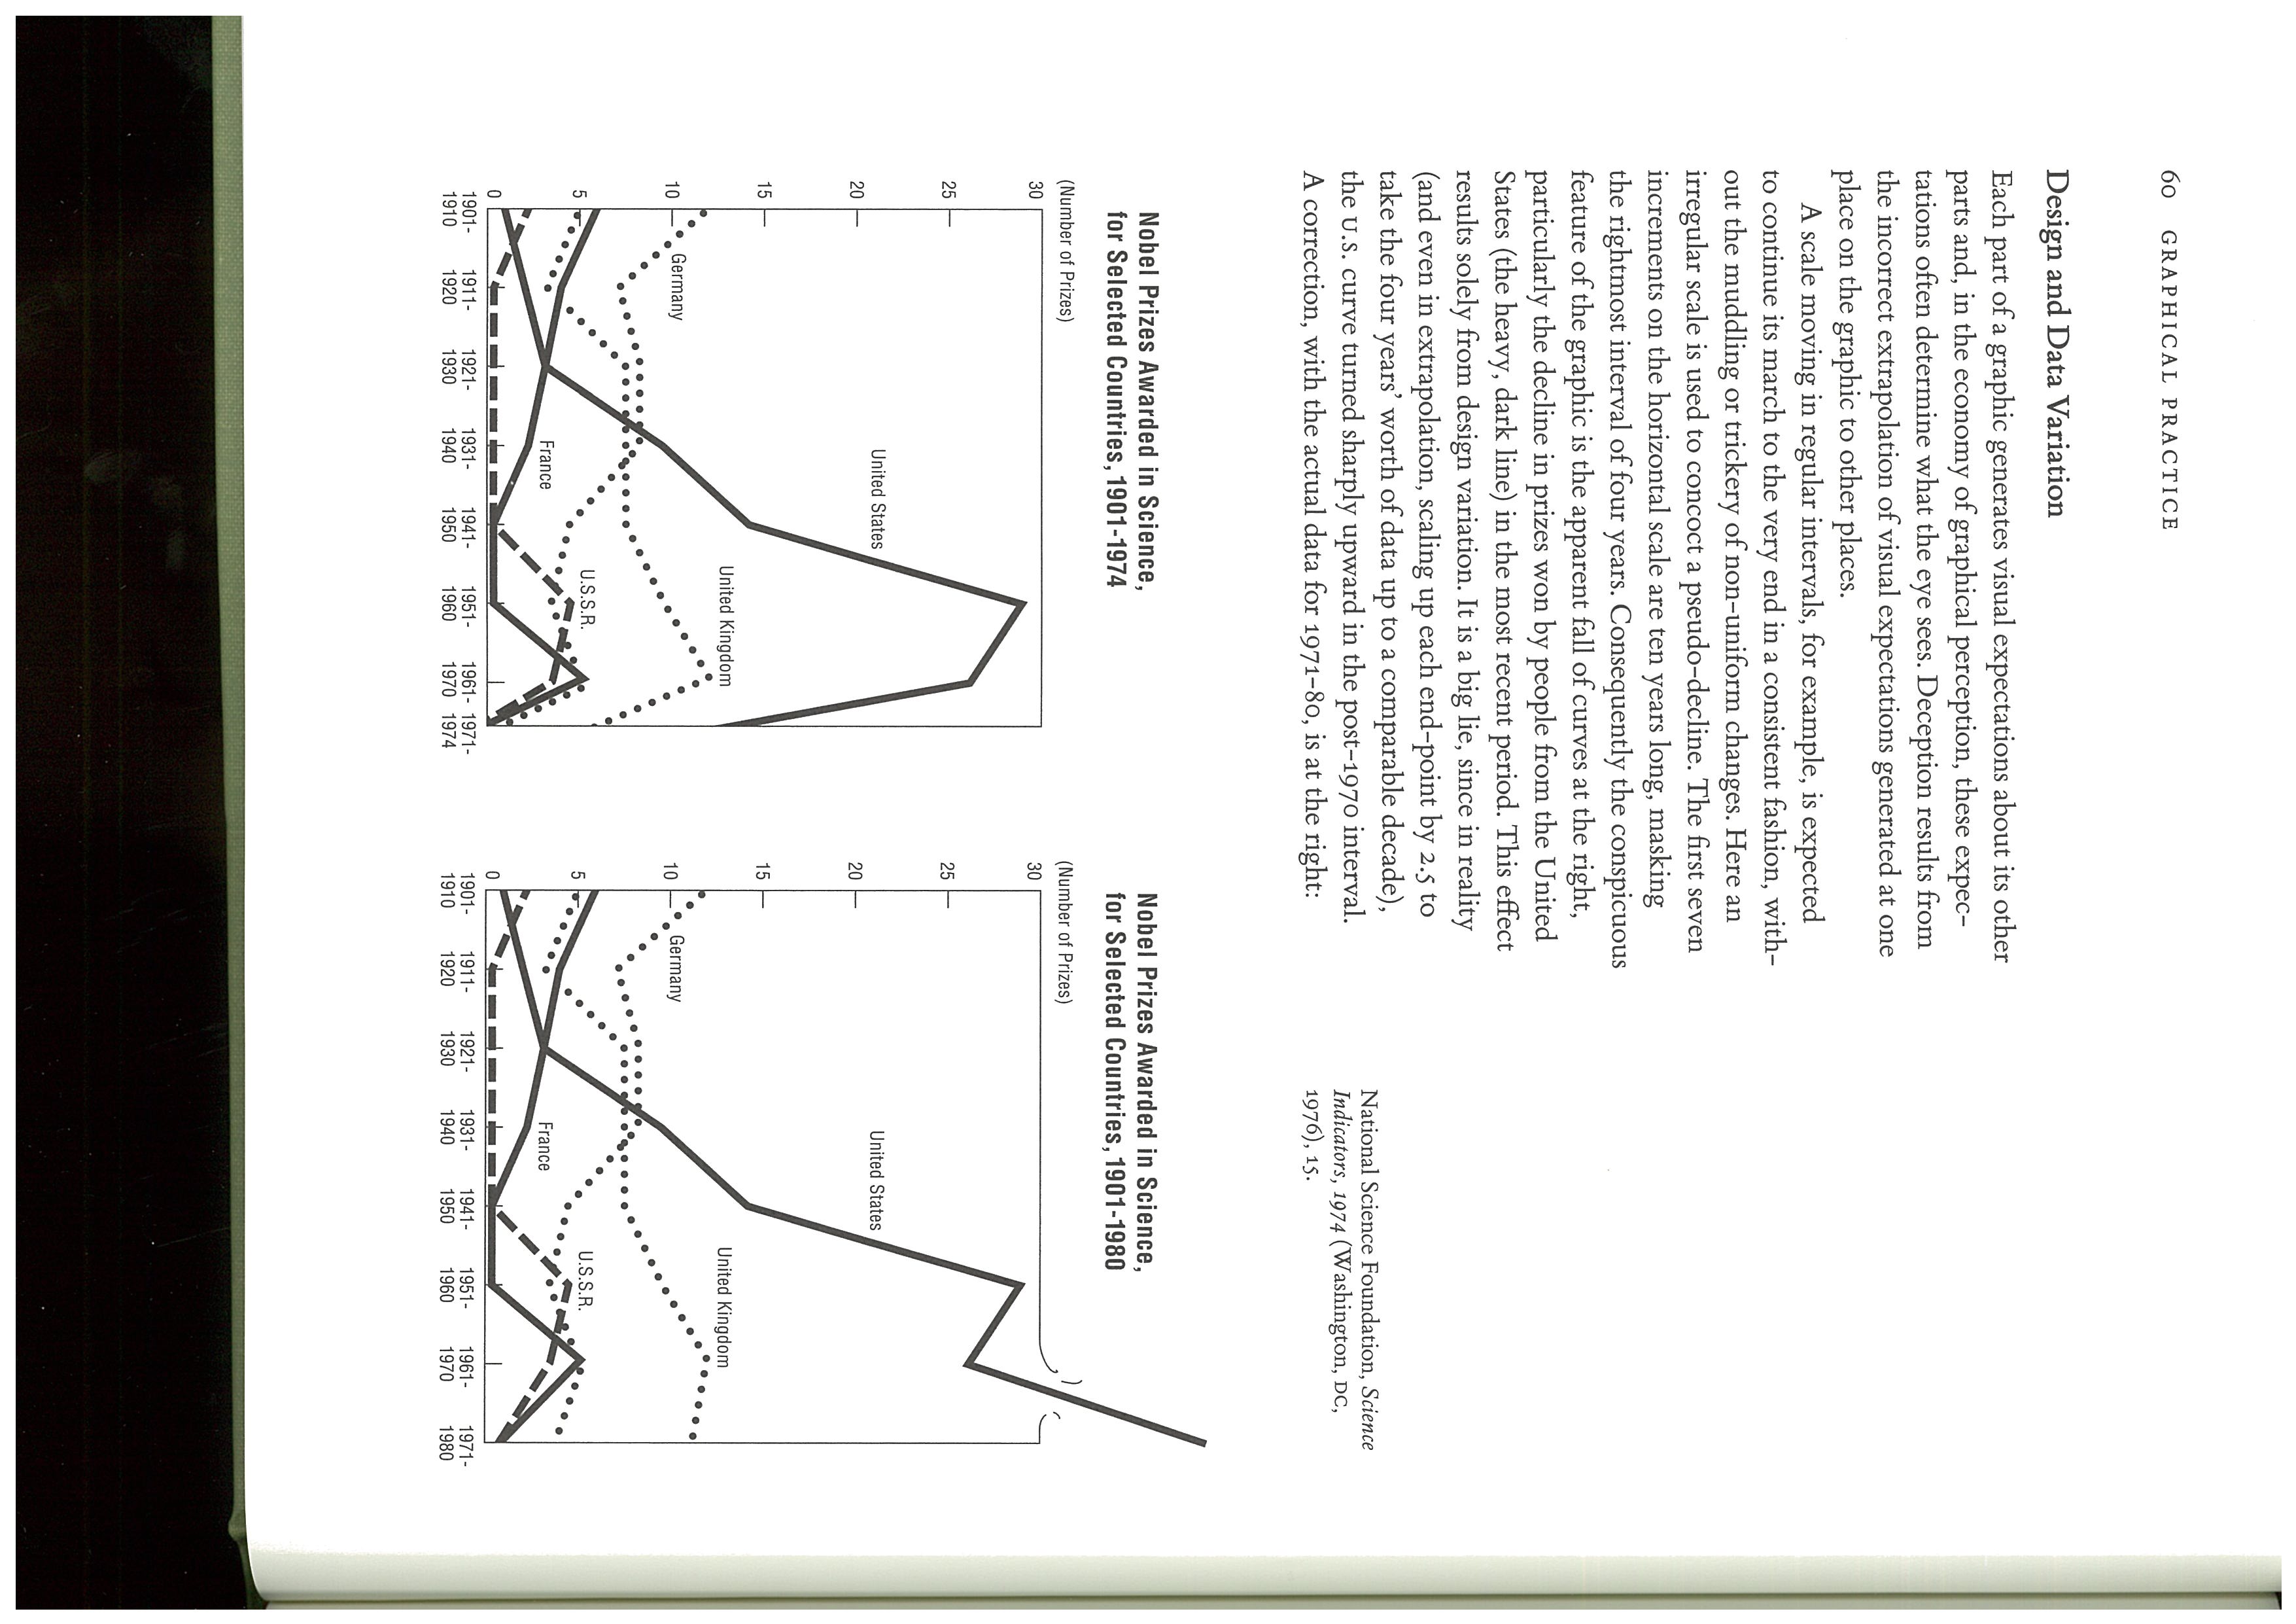 60 GRAPHICAL PRACTICE
Design and Data Variation
Each part of a graphic generates visual expectations about its other
parts and, in the economy of graphical perception, these expec-
tations often determine what the eye sees. Deception results from
the incorrect extrapolation of visual expectations generated at one
place on the graphic to other places.
A scale moving in regular intervals, for example, is expected
to continue its march to the very end in a consistent fashion, with-
out the muddling or trickery of non-uniform changes. Here an
irregular scale is used to concoct a pseudo-decline. The first seven
increments on the horizontal scale are ten years long, masking
the rightmost interval of four years. Consequently the conspicuous
feature of the graphic is the apparent fall of curves at the right,
particularly the decline in prizes won by people from the United
States (the heavy, dark line) in the most recent period. This effect
results solely from design variation. It is a big lie, since in reality
(and even in extrapolation, scaling up each end-point by 2.5 to
take the four years' worth of data up to a comparable decade),
the U.S. curve turned sharply upward in the post-1970 interval.
A correction, with the actual data for 1971-80, is at the right:
National Science Foundation, Science
Indicators, 1974 (Washington, DC,
1976), 15.
Nobel Prizes Awarded in Science,
for Selected Countries, 1901-1974
(Number of Prizes)
30
25
20
15
10
5
0
United States
United Kingdom
Germany
U.S.S.R.
France
1901- 1911- 1921- 1931- 1941- 1951- 1961- 1971-
1910 1920 1930 1940 1950 1960 1970 1974
Nobel Prizes Awarded in Science,
for Selected Countries, 1901-1980
(Number of Prizes)
30
25
20
15
10
5
0
United States
United Kingdom
Germany
U.S.S.R.
France
1901- 1911- 1921- 1931- 1941- 1951- 1961- 1971-
1910 1920 1930 1940 1950 1960 1970 1980